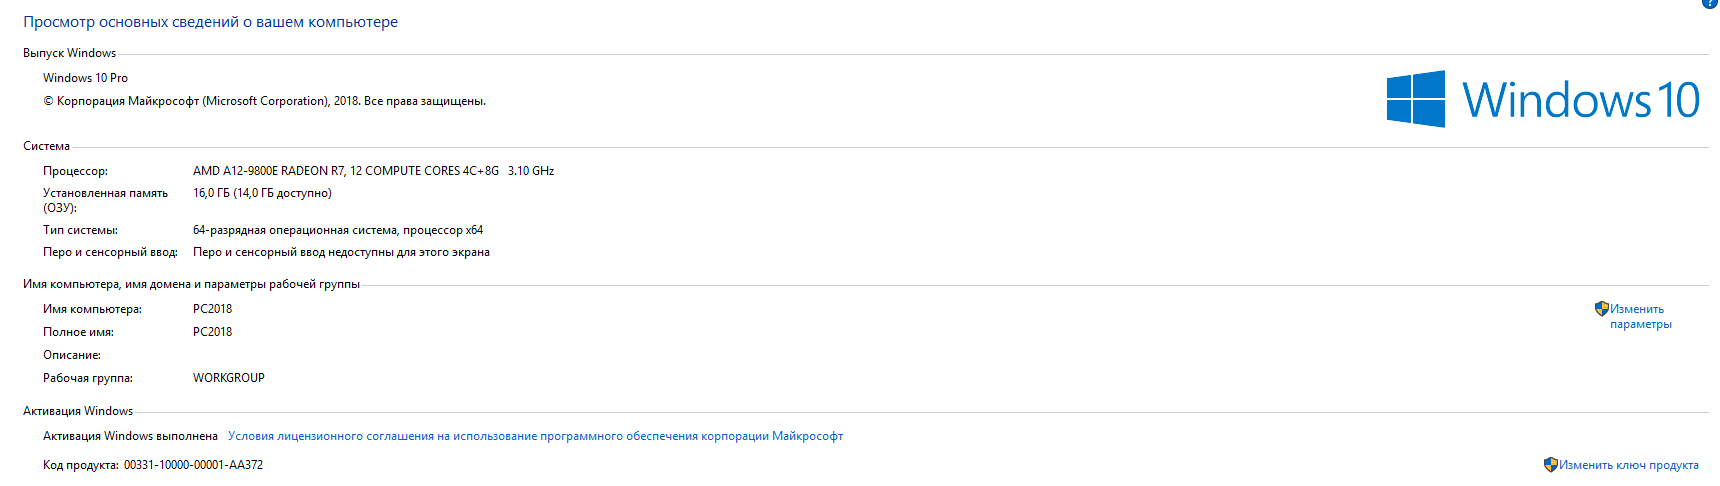 ?
Просмотр основных сведений о вашем компьютере
Выпуск Windows
Windows 10 Pro
© Корпорация Майкрософт (Microsoft Corporation), 2018. Все права защищены.
Windows 10
Система
Процессор: AMD A12-9800E RADEON R7, 12 COMPUTE CORES 4C+8G 3.10 GHz
Установленная память 16,0 ГБ (14,0 ГБ доступно)
(ОЗУ):
Тип системы: 64-разрядная операционная система, процессор x64
Перо и сенсорный ввод: Перо и сенсорный ввод недоступны для этого экрана
Имя компьютера, имя домена и параметры рабочей группы
Имя компьютера: PC2018
Изменить
параметры
Полное имя: PC2018
Описание:
Рабочая группа: WORKGROUP
Активация Windows
Активация Windows выполнена Условия лицензионного соглашения на использование программного обеспечения корпорации Майкрософт
Код продукта: 00331-10000-00001-AA372
Изменить ключ продукта